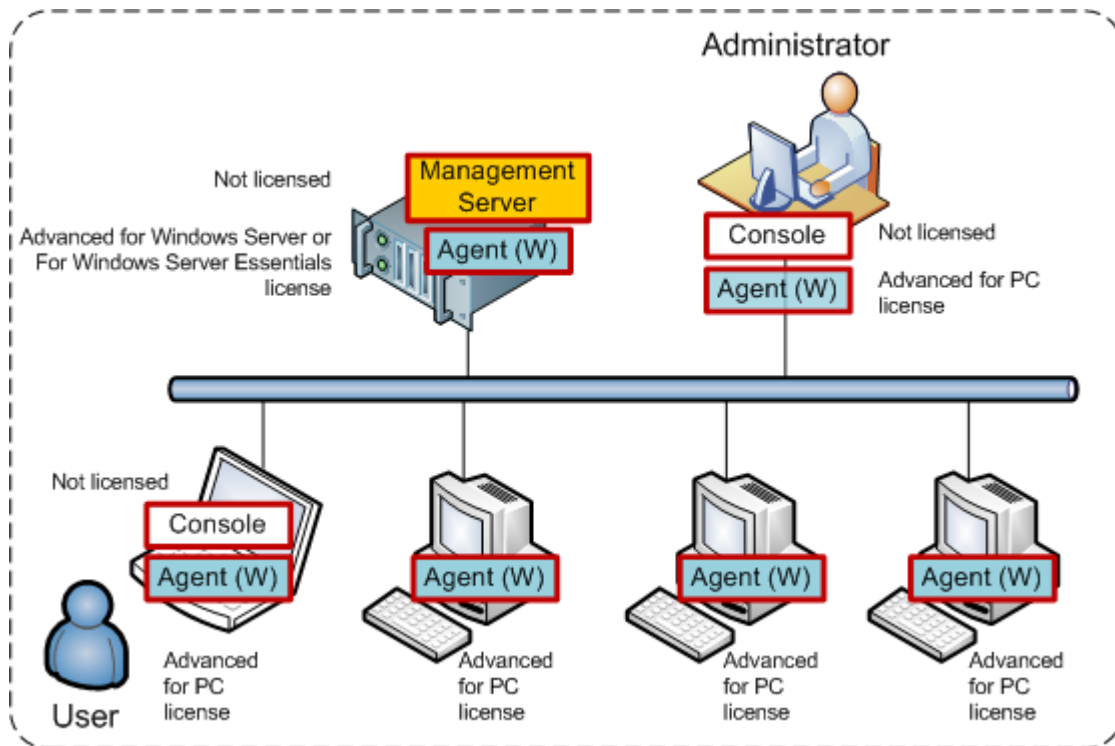 Administrator
Not licensed
Management
Server
Advanced for Windows Server or
For Windows Server Essentials
license
Agent (W)
Console
Not licensed
Agent (W)
Advanced for PC
license
Not licensed
Console
Agent (W)
Agent (W)
Agent (W)
Agent (W)
User
Advanced
for PC
license
Advanced
for PC
license
Advanced
for PC
license
Advanced
for PC
license